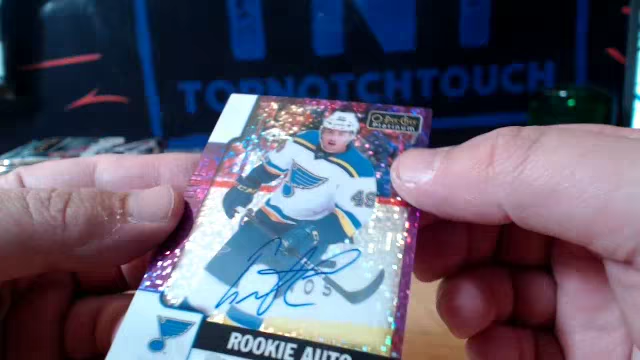 TNT
TOPNOTCHTOUCH
O-Pee-Chee
Platinum
ROOKIE AUTO